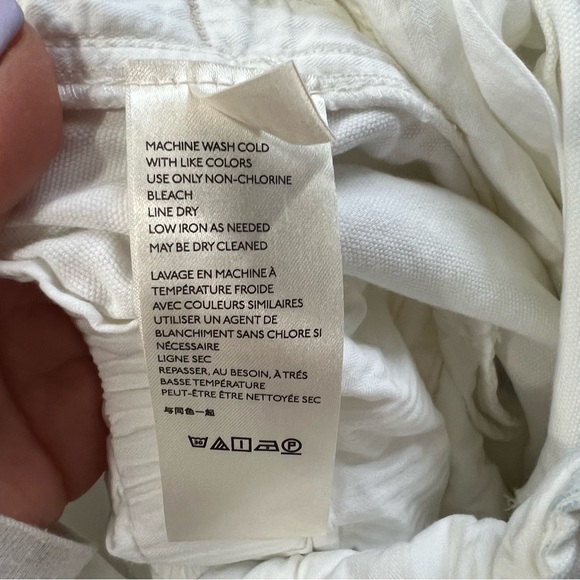 MACHINE WASH COLD
WITH LIKE COLORS
USE ONLY NON-CHLORINE
BLEACH
LINE DRY
LOW IRON AS NEEDED
MAY BE DRY CLEANED
LAVAGE EN MACHINE À
TEMPÉRATURE FROIDE
AVEC COULEURS SIMILAIRES
UTILISER UN AGENT DE
BLANCHIMENT SANS CHLORE SI
NÉCESSAIRE
LIGNE SEC
REPASSER, AU BESOIN, À TRÉS
BASSE TEMPÉRATURE
PEUT-ÊTRE ÊTRE NETTOYÉE SEC
与同色一起
30 P